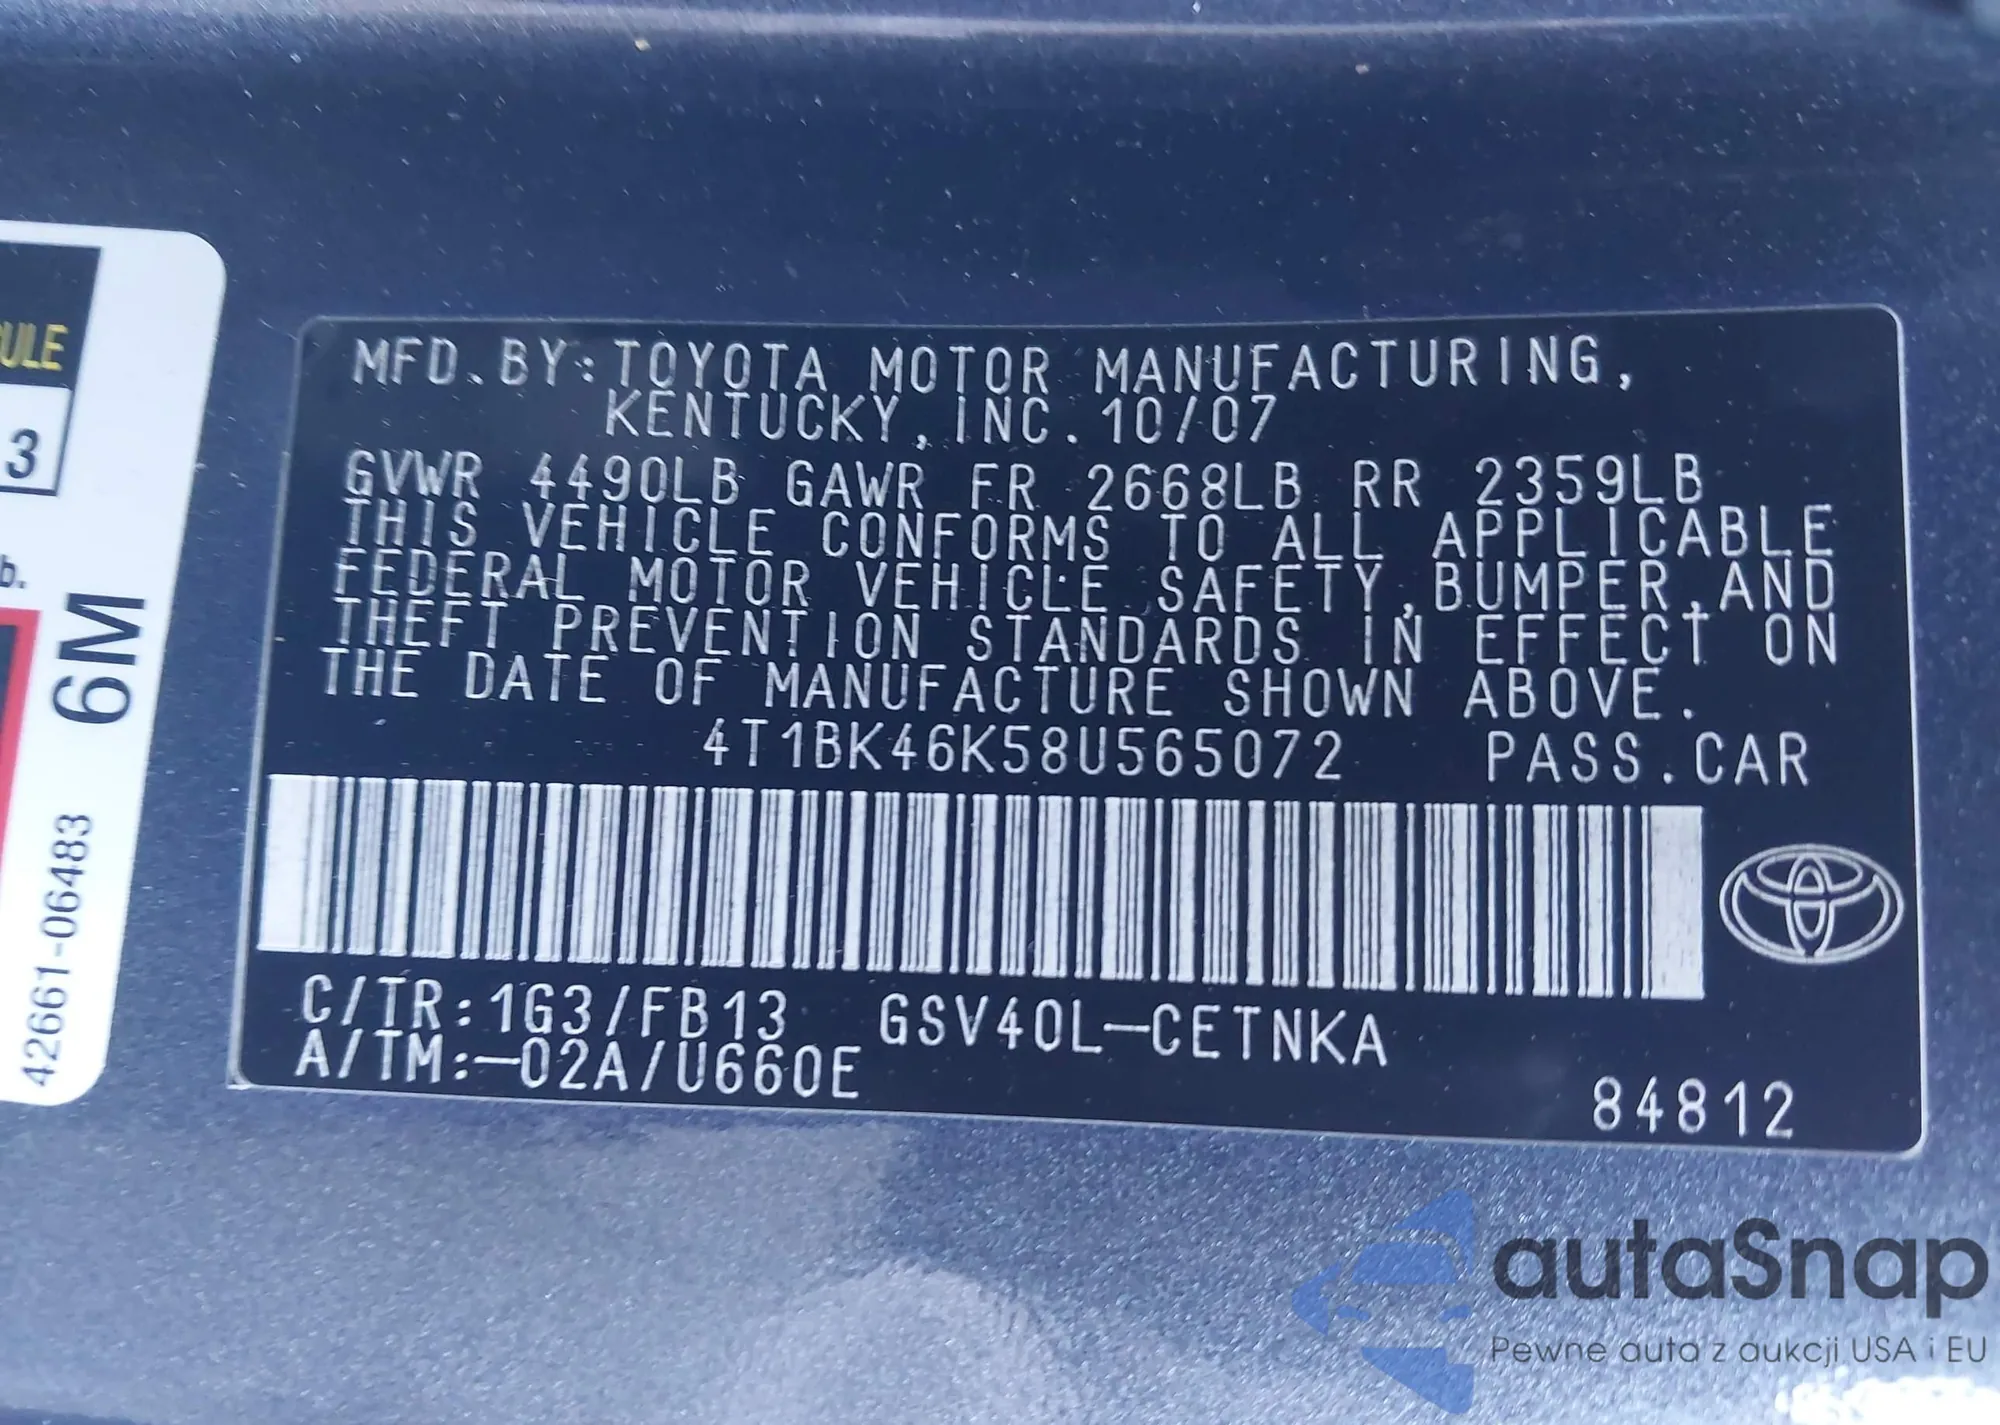 MFD.BY:TOYOTA MOTOR MANUFACTURING,
KENTUCKY, INC. 10/07
GVWR 4490LB GAWR FR 2668LB RR 2359LB
THIS VEHICLE CONFORMS TO ALL APPLICABLE
FEDERAL MOTOR VEHICLE SAFETY, BUMPER, AND
THEFT PREVENTION STANDARDS IN EFFECT ON
THE DATE OF MANUFACTURE SHOWN ABOVE.
4T1BK46K58U565072 PASS.CAR
C/TR:1G3/FB13 GSV40L-CETNKA
A/TM:-02A/U660E
84812
3
b.
6M
42661-06483
autaSnap
Pewne auta z aukcji USA i EU